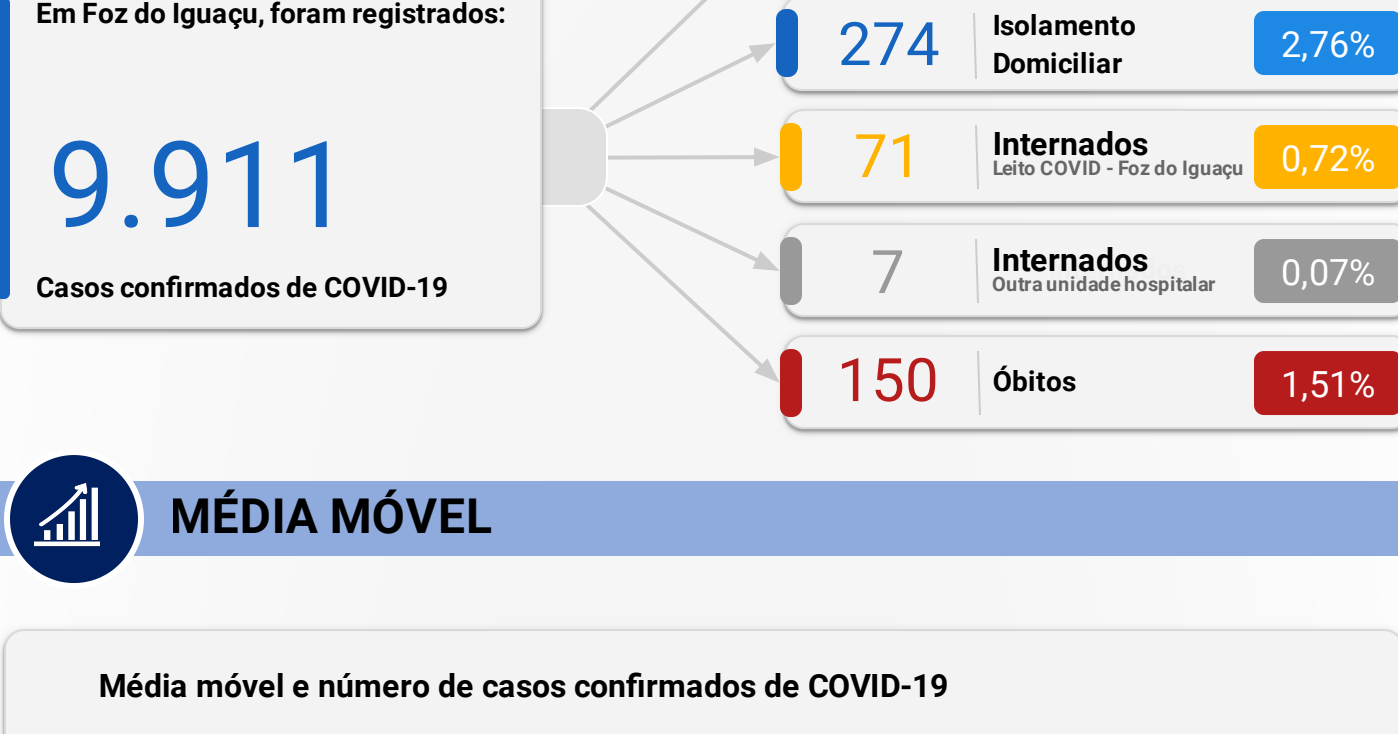 Em Foz do Iguaçu, foram registrados:
9.911
Casos confirmados de COVID-19
274
Isolamento
Domiciliar
2,76%
71
Internados
Leito COVID - Foz do Iguaçu
0,72%
7
Internados
Outra unidade hospitalar
0,07%
150
Óbitos
1,51%
MÉDIA MÓVEL
Média móvel e número de casos confirmados de COVID-19